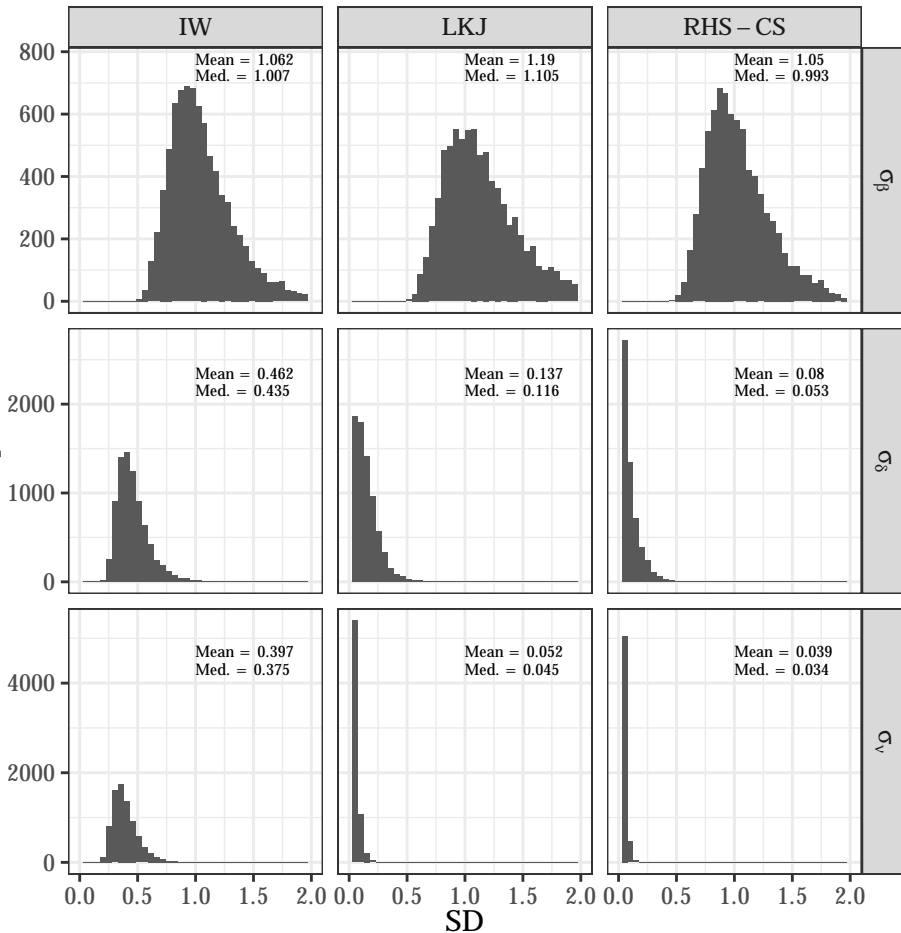 IW LKJ RHS – CS
Mean = 1.062
Med. = 1.007
Mean = 1.19
Med. = 1.105
Mean = 1.05
Med. = 0.993
800
600
400
200
0
σβ
Mean = 0.462
Med. = 0.435
Mean = 0.137
Med. = 0.116
Mean = 0.08
Med. = 0.053
2000
1000
0
σδ
Mean = 0.397
Med. = 0.375
Mean = 0.052
Med. = 0.045
Mean = 0.039
Med. = 0.034
4000
2000
0
σν
0.0 0.5 1.0 1.5 2.0 0.0 0.5 1.0 1.5 2.0 0.0 0.5 1.0 1.5 2.0
SD